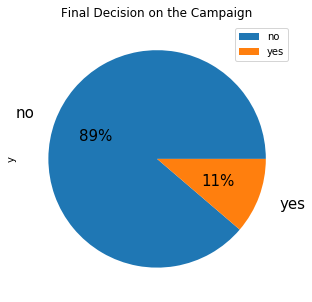 Final Decision on the Campaign
no
yes
no
89%
y
11%
yes